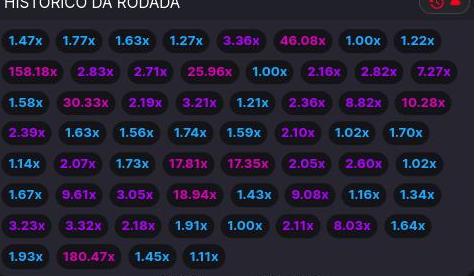 HISTÓRICO DA RODADA
1.47x 1.77x 1.63x 1.27x 3.36x 46.08x 1.00x 1.22x
158.18x 2.83x 2.71x 25.96x 1.00x 2.16x 2.82x 7.27x
1.58x 30.33x 2.19x 3.21x 1.21x 2.36x 8.82x 10.28x
2.39x 1.63x 1.56x 1.74x 1.59x 2.10x 1.02x 1.70x
1.14x 2.07x 1.73x 17.81x 17.35x 2.05x 2.60x 1.02x
1.67x 9.61x 3.05x 18.94x 1.43x 9.08x 1.16x 1.34x
3.23x 3.32x 2.18x 1.91x 1.00x 2.11x 8.03x 1.64x
1.93x 180.47x 1.45x 1.11x